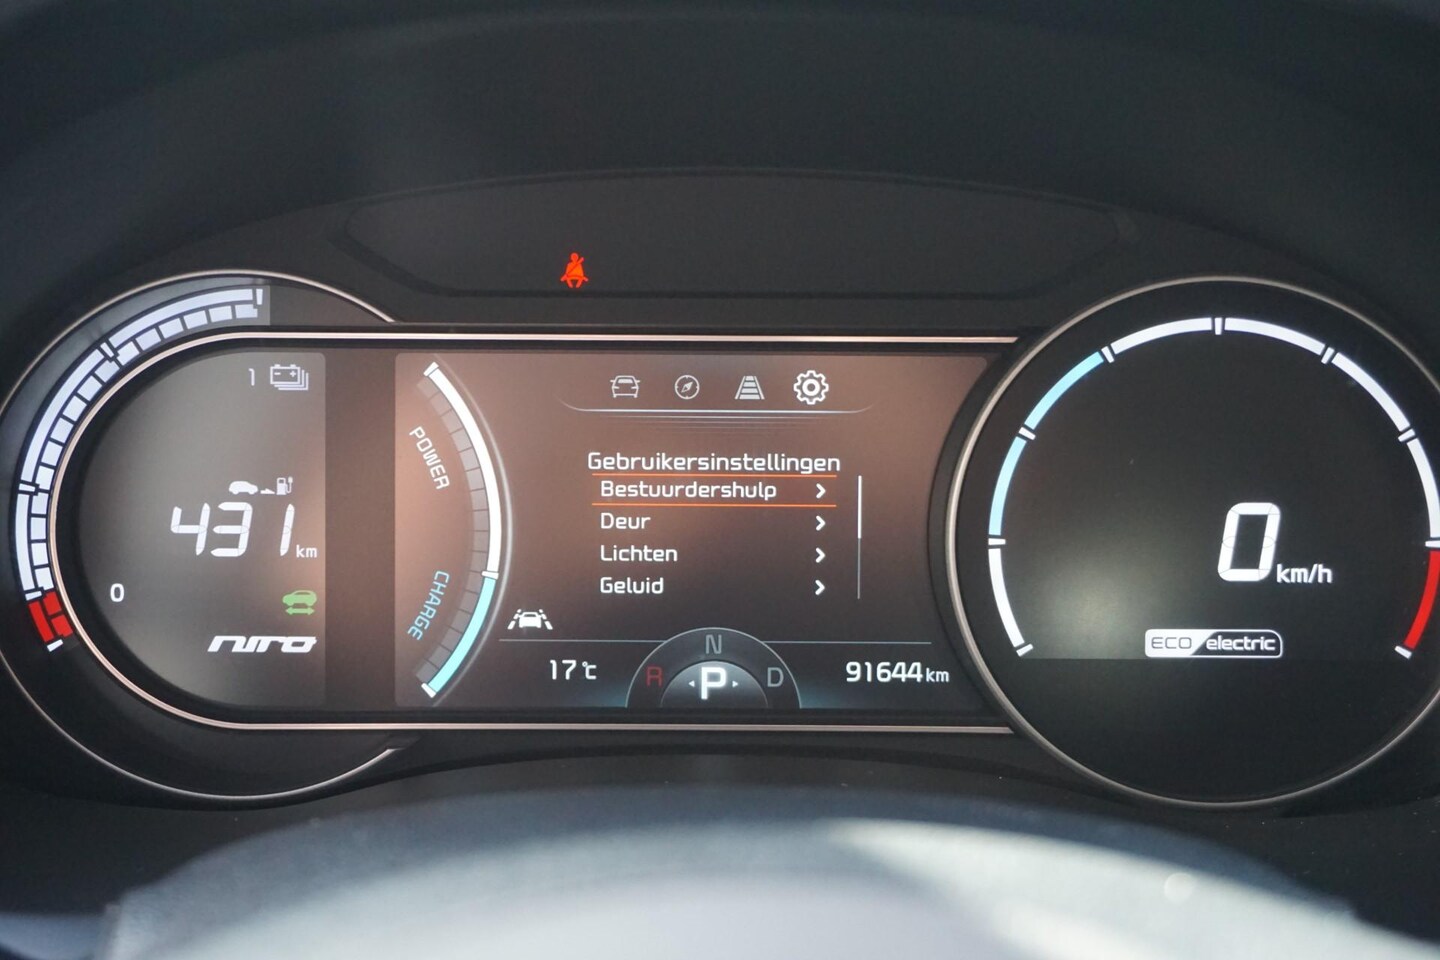 1
431 km
0
niro
POWER
CHARGE
Gebruikersinstellingen
Bestuurdershulp
Deur
Lichten
Geluid
17°C
N
R P D
91644 km
0 km/h
ECO electric